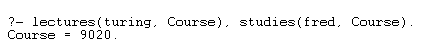 ?- lectures(turing, Course), studies(fred, Course).
Course = 9020.